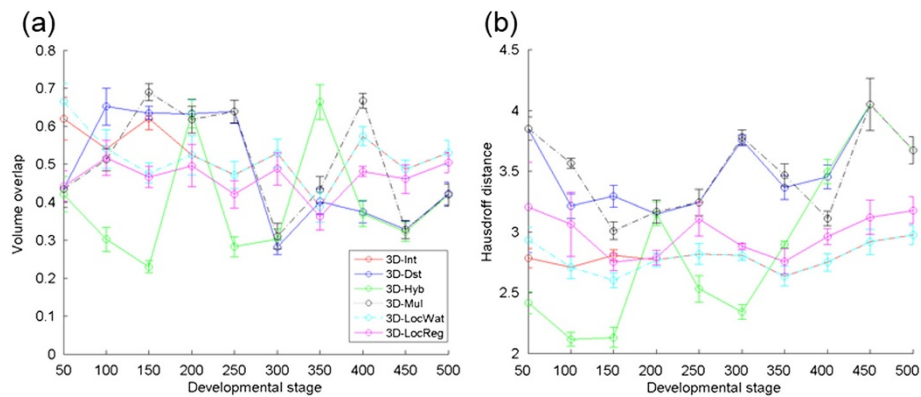 (a)
Volume overlap
0.8
0.7
0.6
0.5
0.4
0.3
0.2
0.1
0
3D-Int
3D-Dst
3D-Hyb
3D-Mul
3D-LocWat
3D-LocReg
50 100 150 200 250 300 350 400 450 500
Developmental stage
(b)
Hausdroff distance
4.5
4
3.5
3
2.5
2
50 100 150 200 250 300 350 400 450 500
Developmental stage